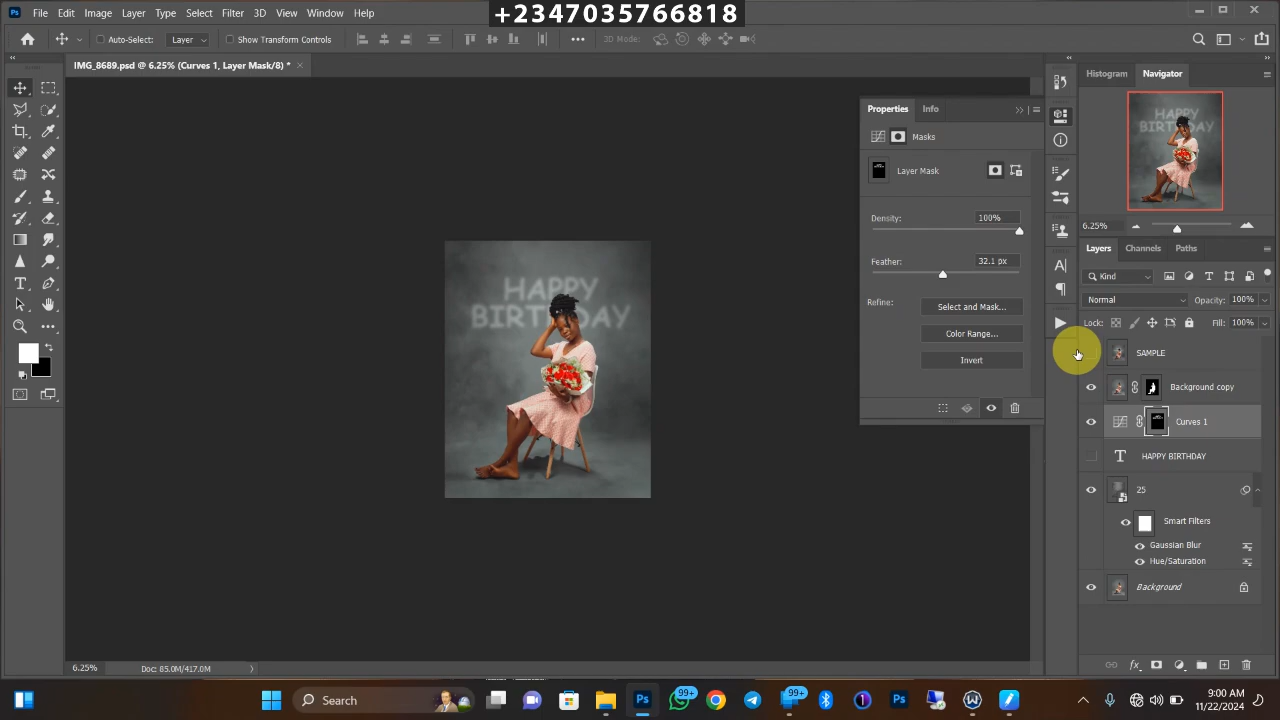 +2347035766818
Ps File Edit Image Layer Type Select Filter 3D View Window Help
Auto-Select: Layer Show Transform Controls 3D Mode:
IMG_8689.psd @ 6.25% (Curves 1, Layer Mask/8) *
Histogram Navigator
Properties Info
Masks
Layer Mask
Density: 100%
Feather: 32.1 px
Refine: Select and Mask...
Color Range...
Invert
HAPPY
BIRTHDAY
HAPPY
BIRTHDAY
6.25%
Layers Channels Paths
Kind
Normal Opacity: 100%
Lock: Fill: 100%
SAMPLE
Background copy
Curves 1
HAPPY BIRTHDAY
25
Smart Filters
Gaussian Blur
Hue/Saturation
Background
6.25% Doc: 85.0M/417.0M
Search
99+
99+
9:00 AM
11/22/2024